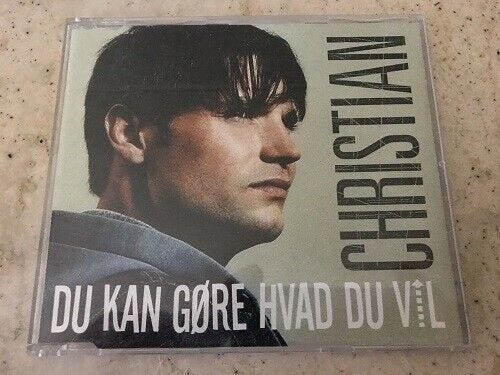 CHRISTIAN
DU KAN GØRE HVAD DU VIL